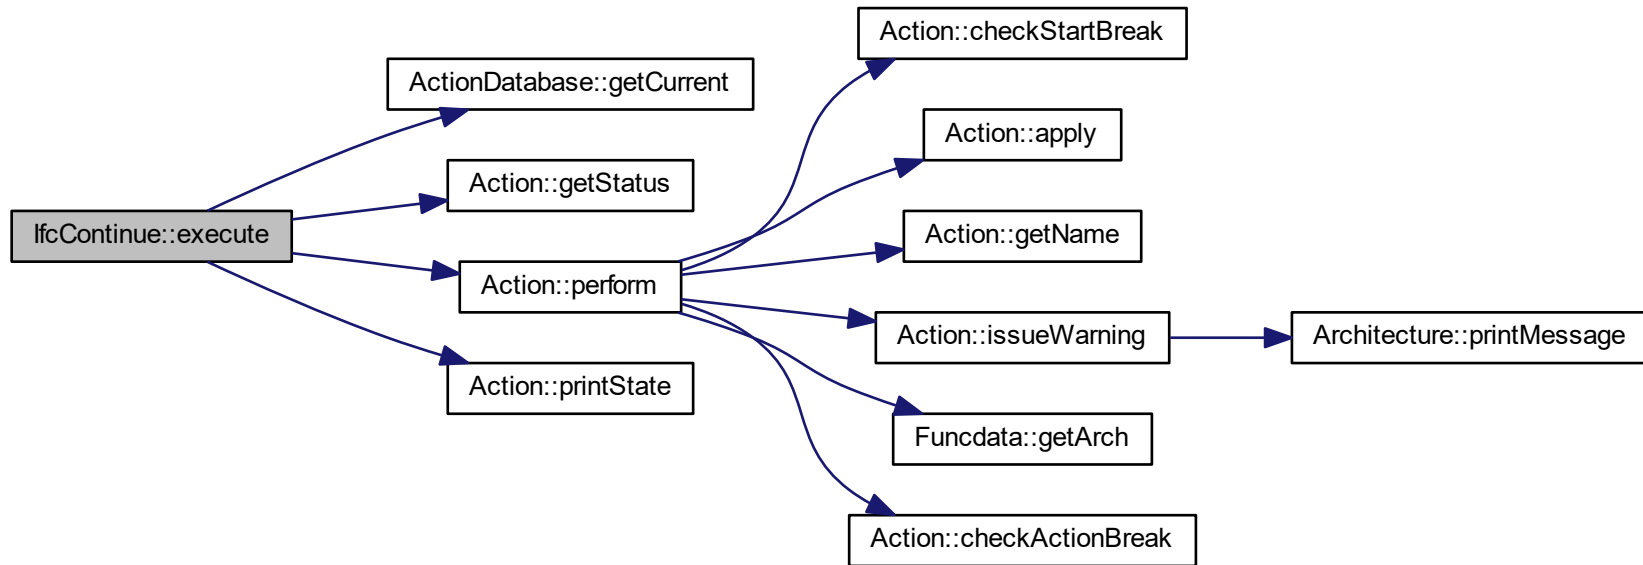 IfcContinue::execute
ActionDatabase::getCurrent
Action::getStatus
Action::perform
Action::printState
Action::checkStartBreak
Action::apply
Action::getName
Action::issueWarning
Funcdata::getArch
Action::checkActionBreak
Architecture::printMessage